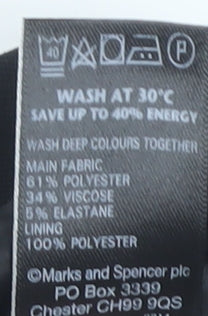 40 P
WASH AT 30°C
SAVE UP TO 40% ENERGY
WASH DEEP COLOURS TOGETHER
MAIN FABRIC
61% POLYESTER
34% VISCOSE
5% ELASTANE
LINING
100% POLYESTER
©Marks and Spencer plc
PO Box 3339
Chester CH99 9QS